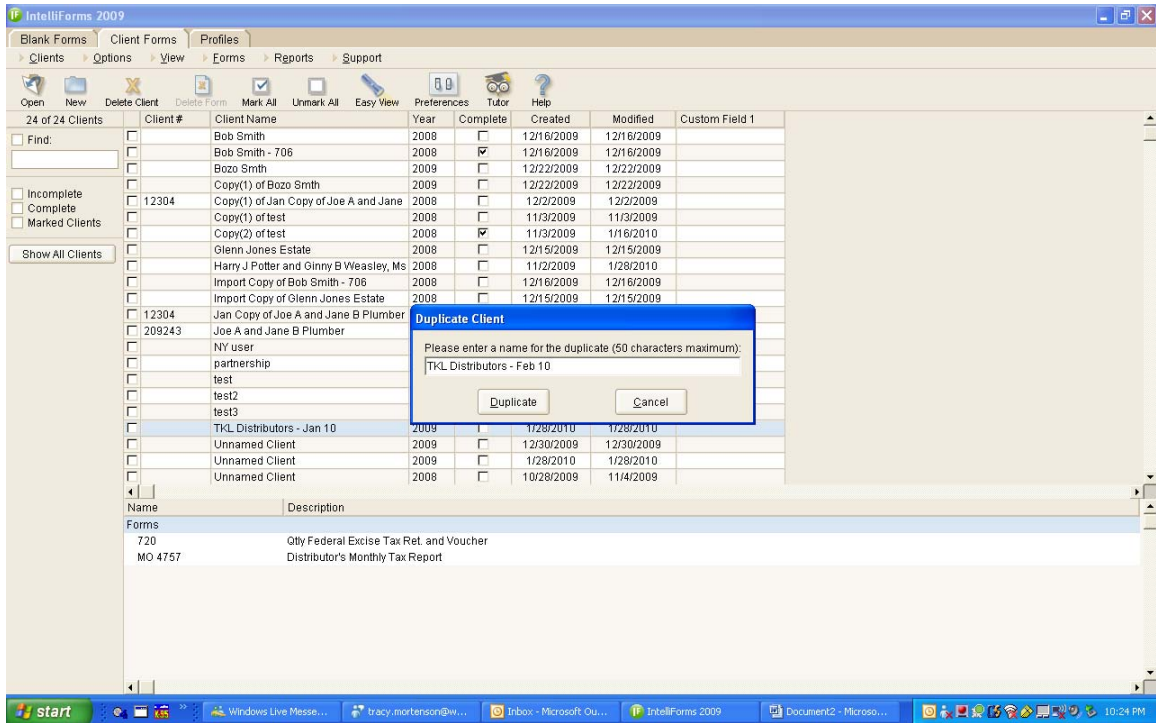 IntelliForms 2009
Blank Forms Client Forms Profiles
Clients Options View Forms Reports Support
Open New Delete Client Delete Form Mark All Unmark All Easy View Preferences Tutor Help
24 of 24 Clients Client # Client Name Year Complete Created Modified Custom Field 1
Find:
Incomplete
Complete
Marked Clients
Show All Clients
Bob Smith 2008 12/16/2009 12/16/2009
Bob Smith - 706 2008 12/16/2009 12/16/2009
Bozo Smth 2009 12/22/2009 12/22/2009
Copy(1) of Bozo Smth 2009 12/22/2009 12/22/2009
12304 Copy(1) of Jan Copy of Joe A and Jane 2008 12/2/2009 12/2/2009
Copy(1) of test 2008 11/3/2009 11/3/2009
Copy(2) of test 2008 11/3/2009 1/16/2010
Glenn Jones Estate 2008 12/15/2009 12/15/2009
Harry J Potter and Ginny B Weasley, Ms 2008 11/2/2009 1/28/2010
Import Copy of Bob Smith - 706 2008 12/16/2009 12/16/2009
Import Copy of Glenn Jones Estate 2008 12/15/2009 12/15/2009
12304 Jan Copy of Joe A and Jane B Plumber
209243 Joe A and Jane B Plumber
NY user
partnership
test
test2
test3
TKL Distributors - Jan 10 2009 1/28/2010 1/28/2010
Unnamed Client 2009 12/30/2009 12/30/2009
Unnamed Client 2009 1/28/2010 1/28/2010
Unnamed Client 2008 10/28/2009 11/4/2009
Duplicate Client
Please enter a name for the duplicate (50 characters maximum):
TKL Distributors - Feb 10
Duplicate Cancel
Name Description
Forms
720 Qtly Federal Excise Tax Ret. and Voucher
MO 4757 Distributor's Monthly Tax Report
start Windows Live Messe... tracy.mortenson@w... Inbox - Microsoft Ou... IntelliForms 2009 Document2 - Microso... 10:24 PM